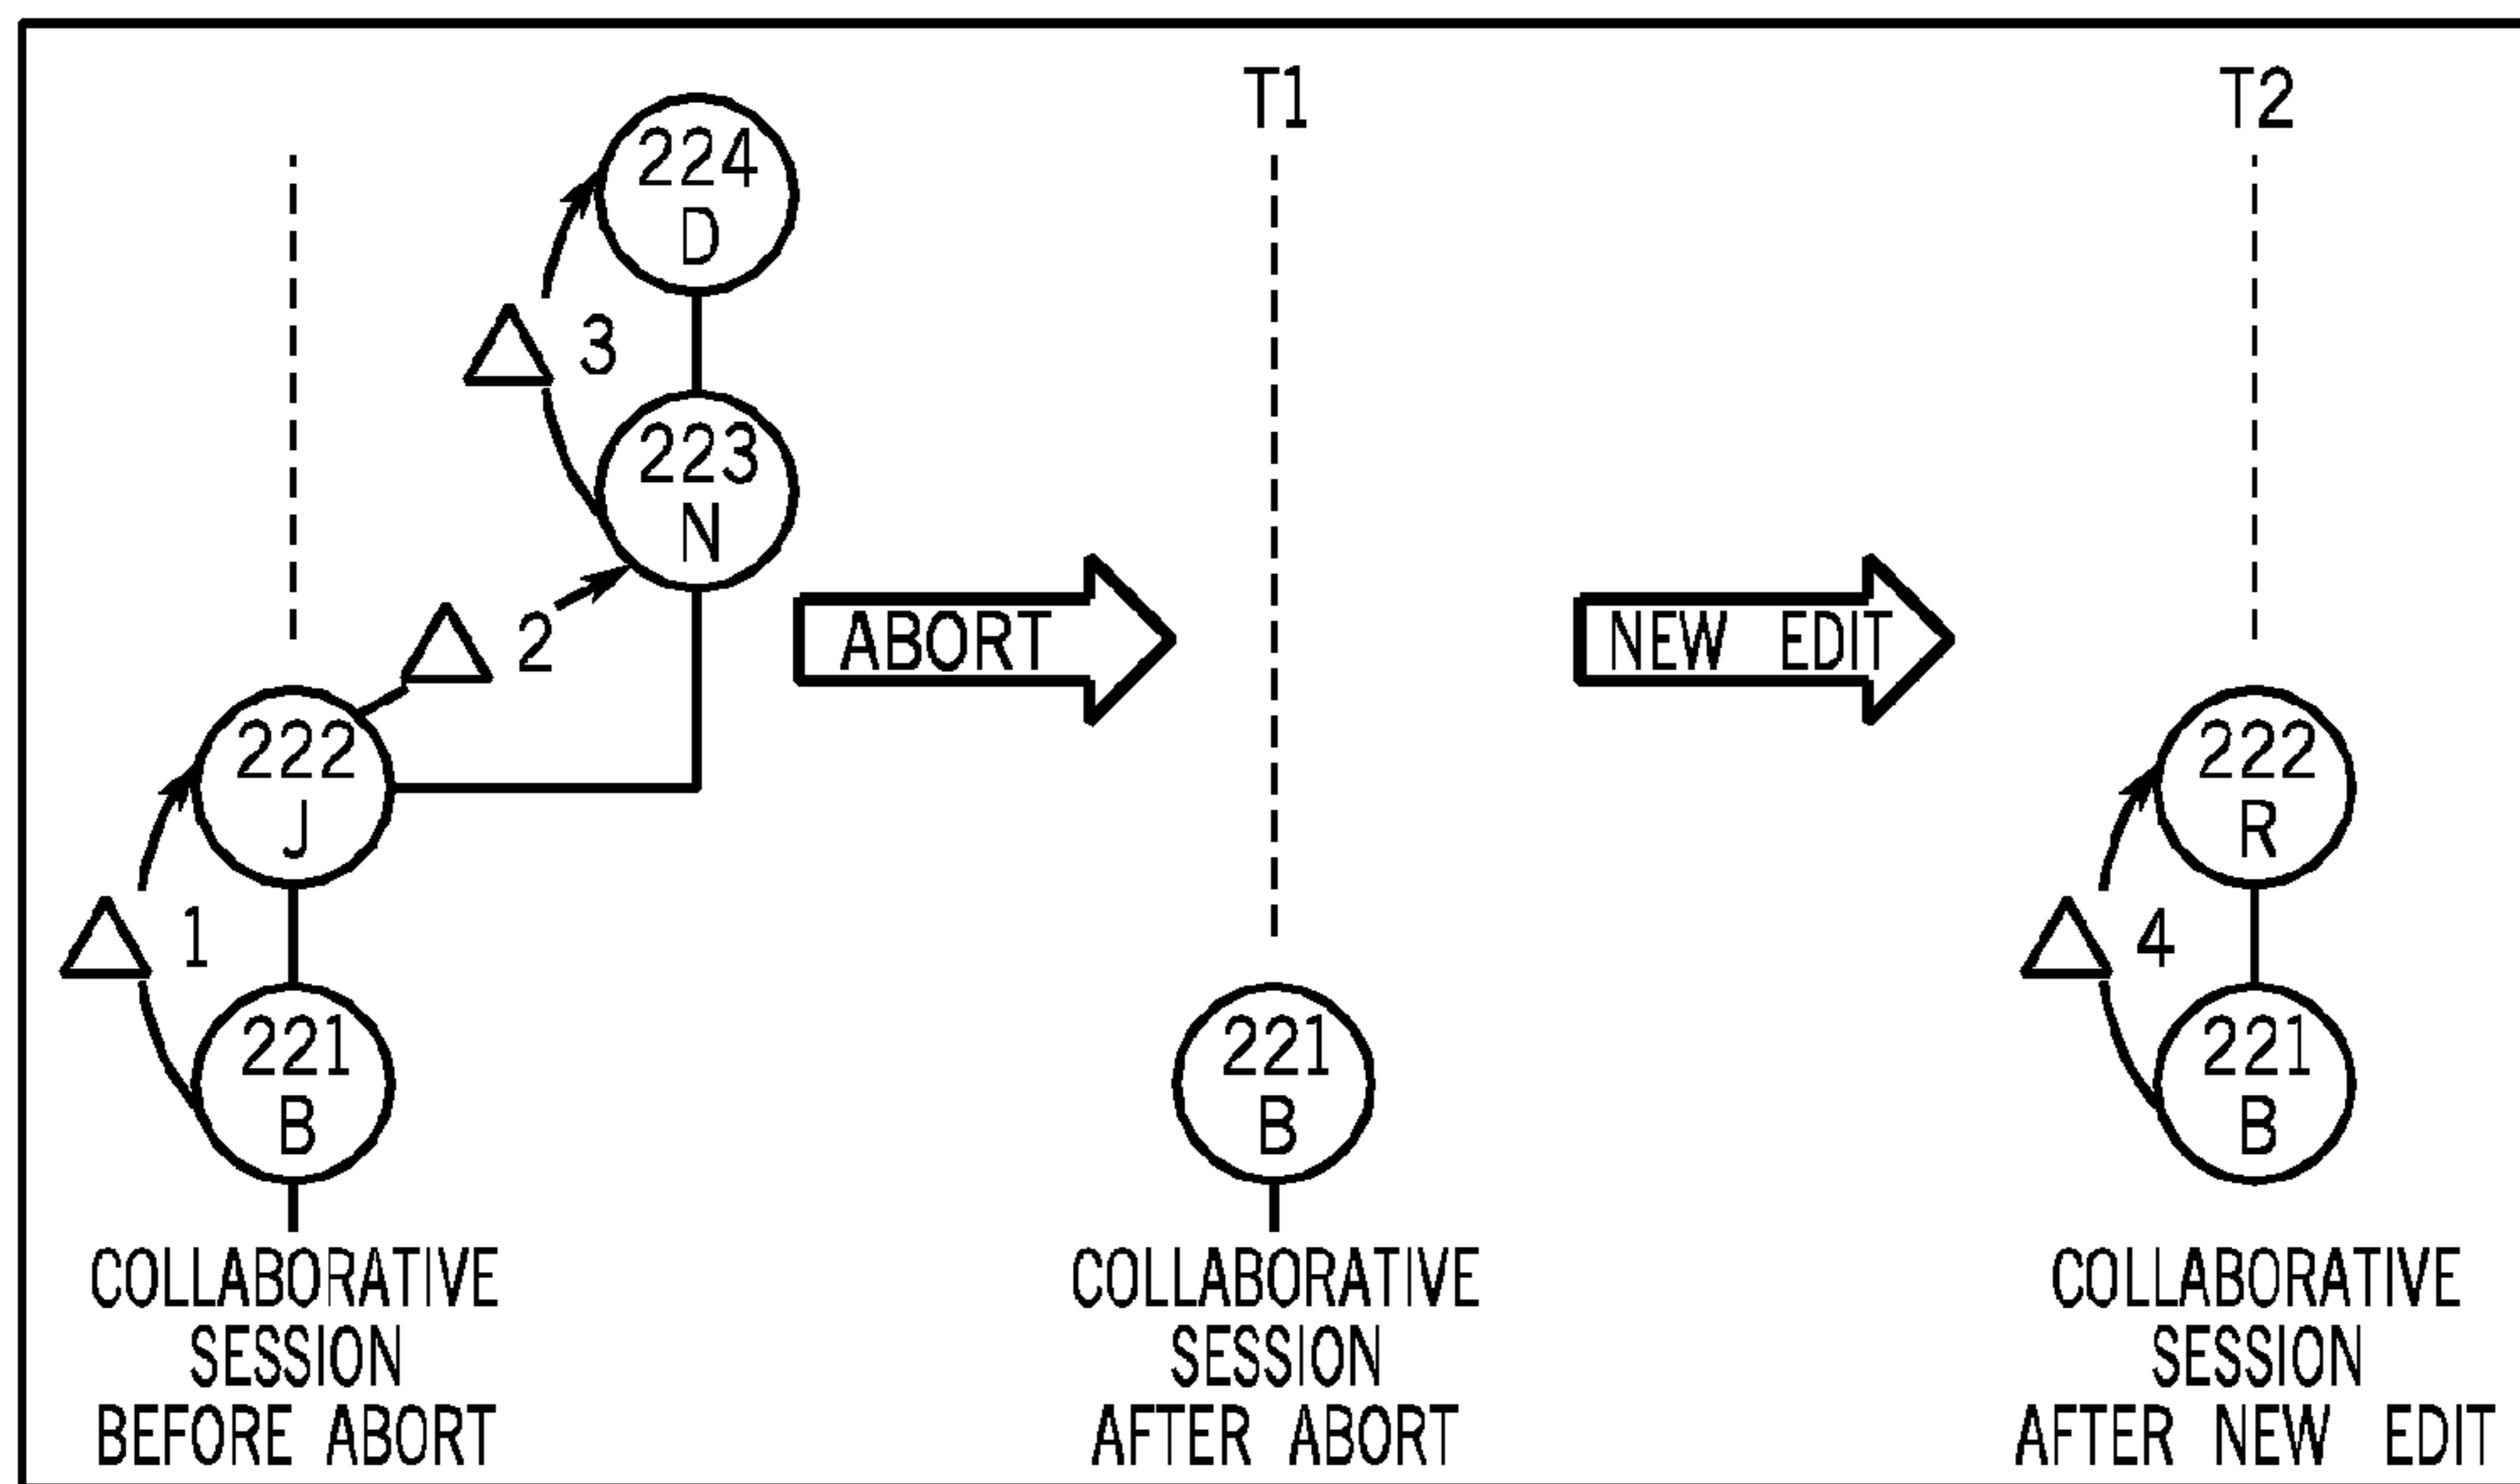 T1
T2
224
D
△ 3
223
N
△ 2
ABORT
NEW EDIT
222
J
222
R
△ 1
△ 4
221
B
221
B
221
B
COLLABORATIVE
SESSION
BEFORE ABORT
COLLABORATIVE
SESSION
AFTER ABORT
COLLABORATIVE
SESSION
AFTER NEW EDIT